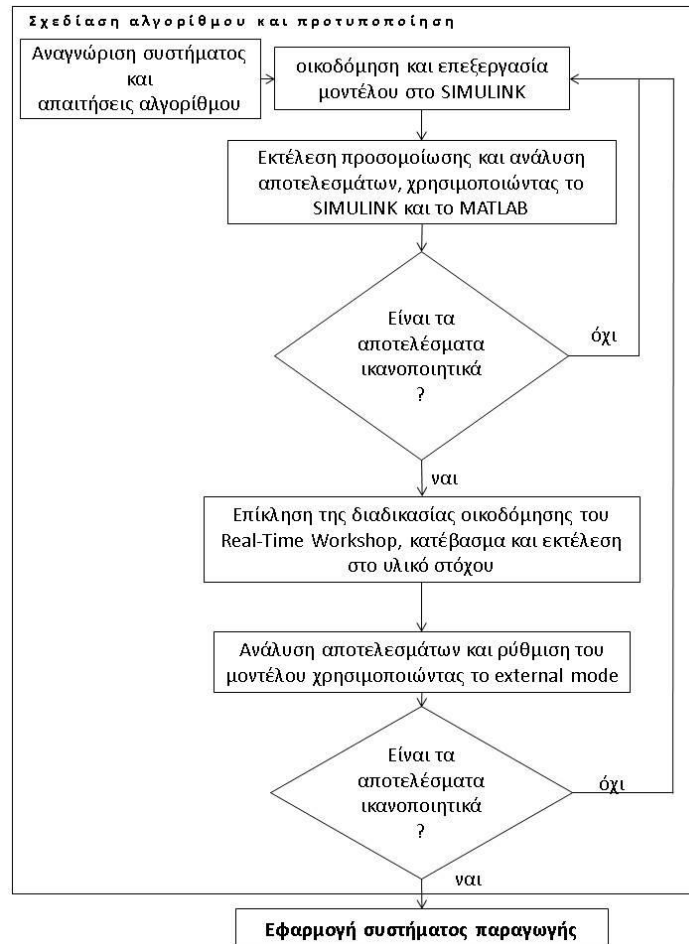 Σχεδίαση αλγορίθμου και προτυποποίηση
Αναγνώριση συστήματος
και
απαιτήσεις αλγορίθμου
οικοδόμηση και επεξεργασία
μοντέλου στο SIMULINK
Εκτέλεση προσομοίωσης και ανάλυση
αποτελεσμάτων, χρησιμοποιώντας το
SIMULINK και το MATLAB
Είναι τα
αποτελέσματα
ικανοποιητικά
?
όχι
ναι
Επίκληση της διαδικασίας οικοδόμησης του
Real-Time Workshop, κατέβασμα και εκτέλεση
στο υλικό στόχου
Ανάλυση αποτελεσμάτων και ρύθμιση του
μοντέλου χρησιμοποιώντας το external mode
Είναι τα
αποτελέσματα
ικανοποιητικά
?
όχι
ναι
Εφαρμογή συστήματος παραγωγής